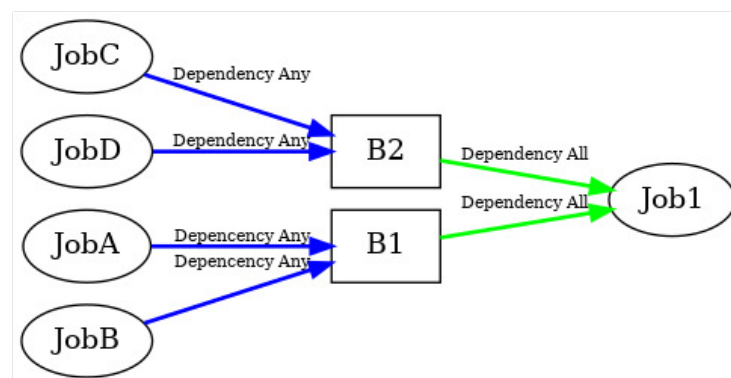 JobC
Dependency Any
JobD
Dependency Any
B2
Dependency All
Job1
Dependency All
JobA
Depencency Any
B1
Depencency Any
JobB